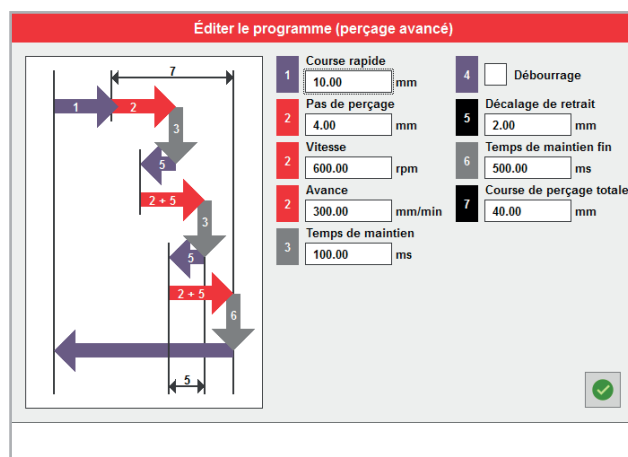 Éditer le programme (perçage avancé)
7
1
2
3
5
2 + 5
3
5
2 + 5
6
5
1
Course rapide
10.00 mm
2
Pas de perçage
4.00 mm
2
Vitesse
600.00 rpm
2
Avance
300.00 mm/min
3
Temps de maintien
100.00 ms
4
Débourrage
5
Décalage de retrait
2.00 mm
6
Temps de maintien fin
500.00 ms
7
Course de perçage totale
40.00 mm